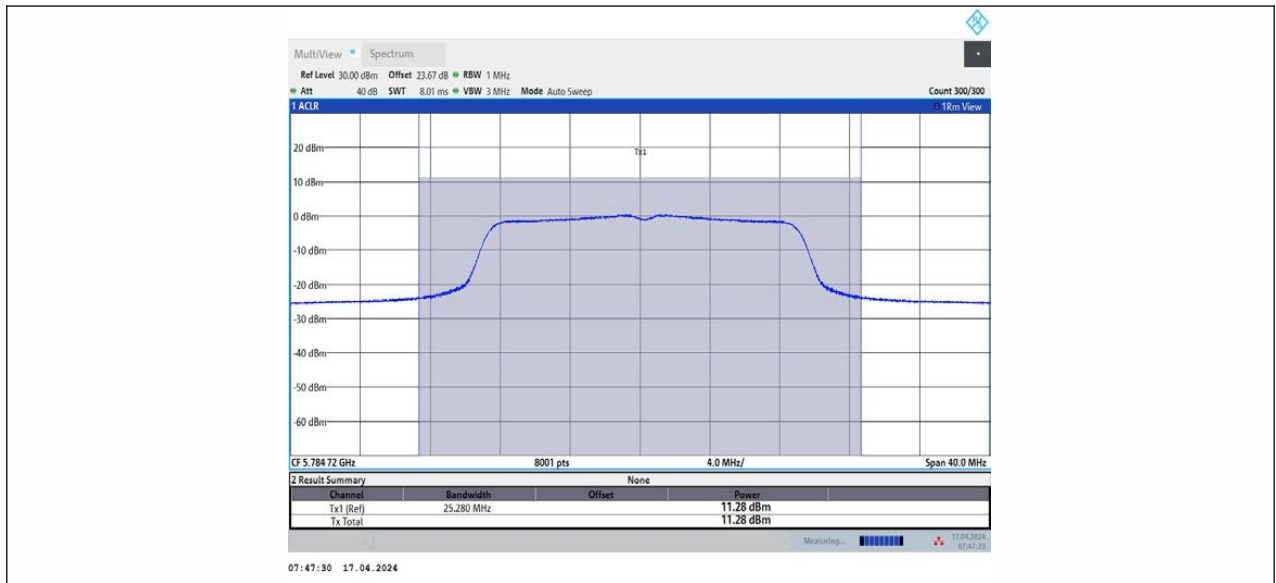 MultiView Spectrum
Ref Level 30.00 dBm Offset 23.67 dB RBW 1 MHz
Att 40 dB SWT 8.01 ms VBW 3 MHz Mode Auto Sweep Count 300/300
1 ACLR 1Rm View
Tx1
20 dBm
10 dBm
0 dBm
-10 dBm
-20 dBm
-30 dBm
-40 dBm
-50 dBm
-60 dBm
CF 5.784 72 GHz 8001 pts 4.0 MHz/ Span 40.0 MHz
2 Result Summary None
Channel Bandwidth Offset Power
Tx1 (Ref) 25.280 MHz 11.28 dBm
Tx Total 11.28 dBm
Measuring... 17.04.2024
07:47:29
07:47:30 17.04.2024